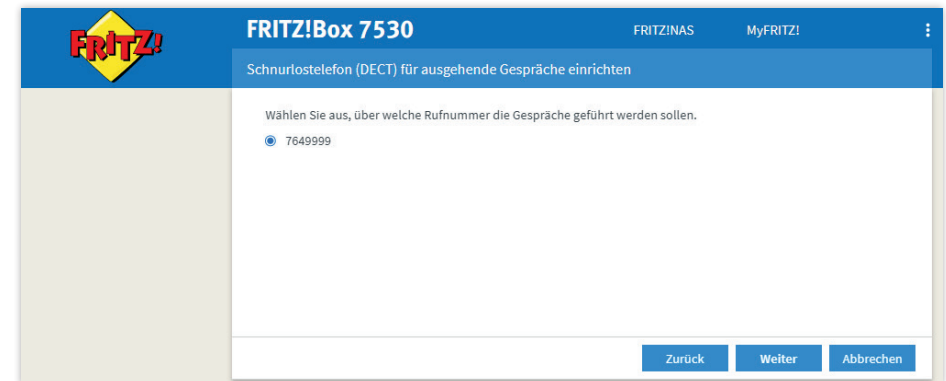 FRITZ!
FRITZ!Box 7530
FRITZ!NAS
MyFRITZ!
Schnurlostelefon (DECT) für ausgehende Gespräche einrichten
Wählen Sie aus, über welche Rufnummer die Gespräche geführt werden sollen.
7649999
Zurück
Weiter
Abbrechen